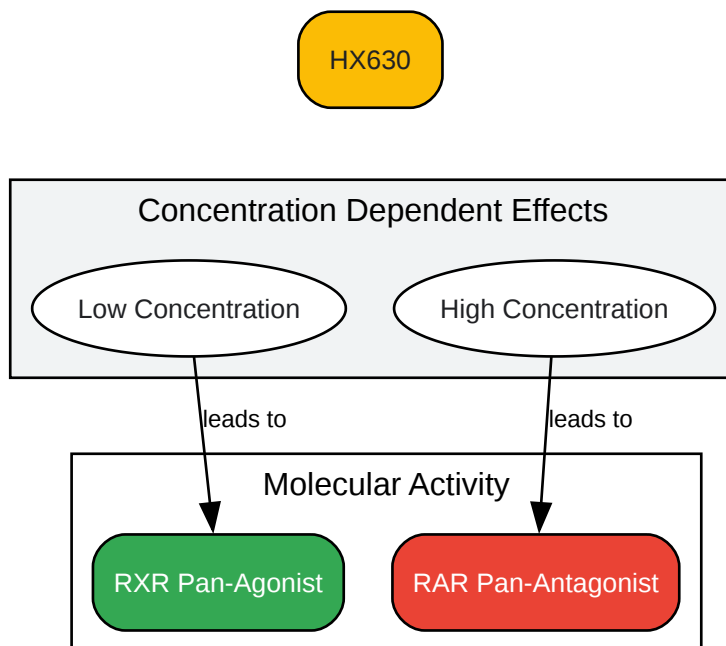 HX630
Concentration Dependent Effects
Low Concentration
High Concentration
leads to
leads to
Molecular Activity
RXR Pan-Agonist
RAR Pan-Antagonist